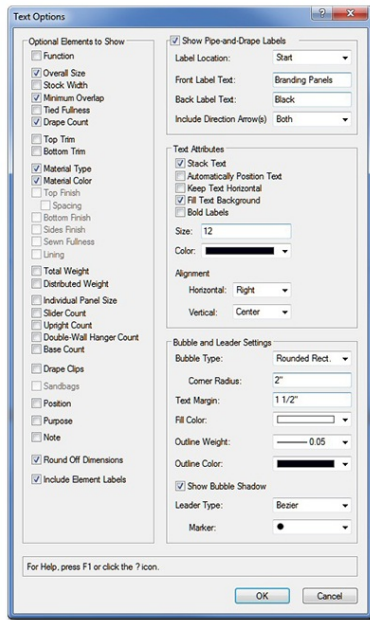 Text Options
Optional Elements to Show
Function
Overall Size
Stock Width
Minimum Overlap
Tied Fullness
Drape Count
Top Trim
Bottom Trim
Material Type
Material Color
Top Finish
Spacing
Bottom Finish
Sides Finish
Sewn Fullness
Lining
Total Weight
Distributed Weight
Individual Panel Size
Slider Count
Upright Count
Double-Wall Hanger Count
Base Count
Drape Clips
Sandbags
Position
Purpose
Note
Round Off Dimensions
Include Element Labels
Show Pipe-and-Drape Labels
Label Location: Start
Front Label Text: Branding Panels
Back Label Text: Black
Include Direction Arrow(s) Both
Text Attributes
Stack Text
Automatically Position Text
Keep Text Horizontal
Fill Text Background
Bold Labels
Size: 12
Color:
Alignment
Horizontal: Right
Vertical: Center
Bubble and Leader Settings
Bubble Type: Rounded Rect.
Corner Radius: 2"
Text Margin: 1 1/2"
Fill Color:
Outline Weight: 0.05
Outline Color:
Show Bubble Shadow
Leader Type: Bezier
Marker:
For Help, press F1 or click the ? icon.
OK Cancel